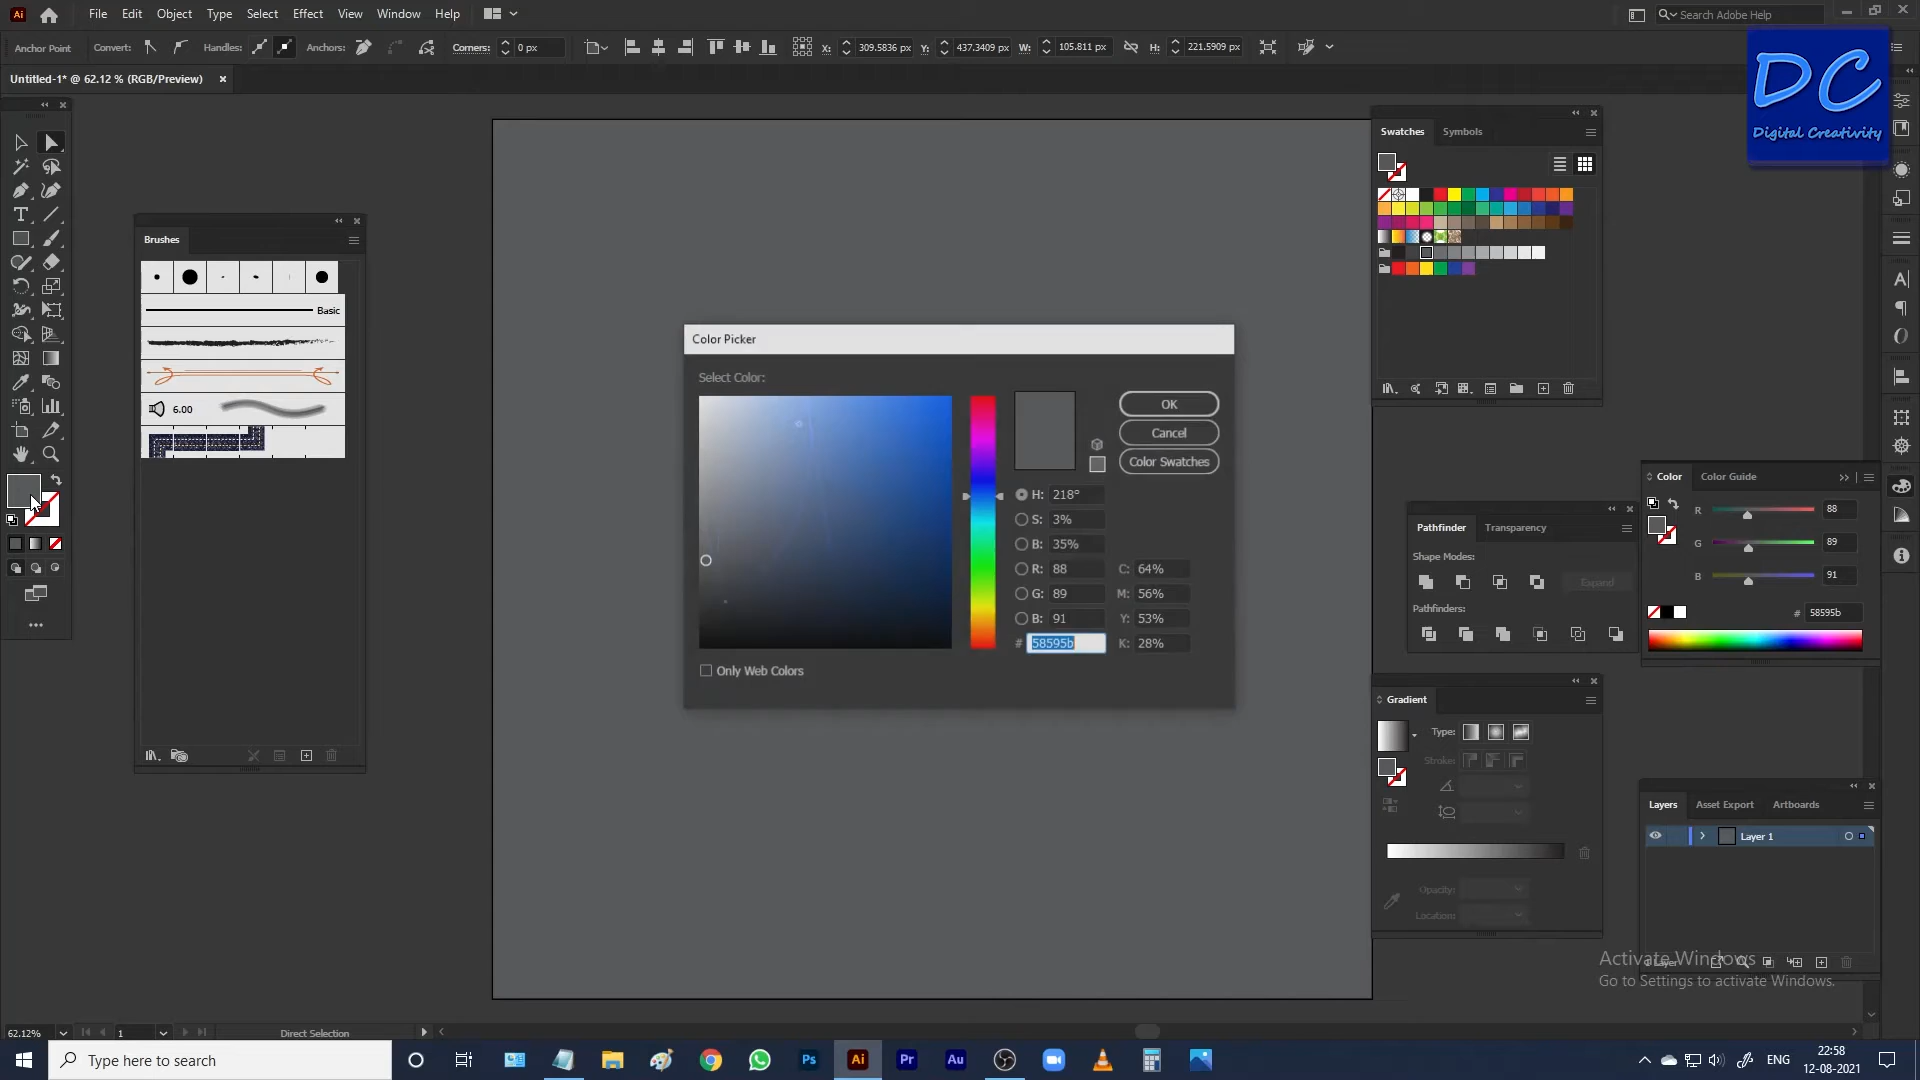 Ai File Edit Object Type Select Effect View Window Help Search Adobe Help
Anchor Point Convert: Handles: Anchors: Corners: 0 px X: 309.5836 px Y: 437.3409 px W: 105.811 px H: 221.5909 px
Untitled-1* @ 62.12 % (RGB/Preview)
DC
Digital Creativity
Swatches Symbols
Brushes
Basic
6.00
Color Picker
Select Color:
OK
Cancel
Color Swatches
H: 218°
S: 3%
B: 35%
R: 88 C: 64%
G: 89 M: 56%
B: 91 Y: 53%
# 58595b K: 28%
Only Web Colors
Color Color Guide
R 88
G 89
B 91
# 58595b
Pathfinder Transparency
Shape Modes:
Expand
Pathfinders:
Gradient
Type:
Stroke:
Opacity:
Location:
Layers Asset Export Artboards
Layer 1
1 Layer
Activate Windows
Go to Settings to activate Windows.
62.12% 1 Direct Selection
Type here to search
Ps Ai Pr Au
ENG
22:58
12-08-2021